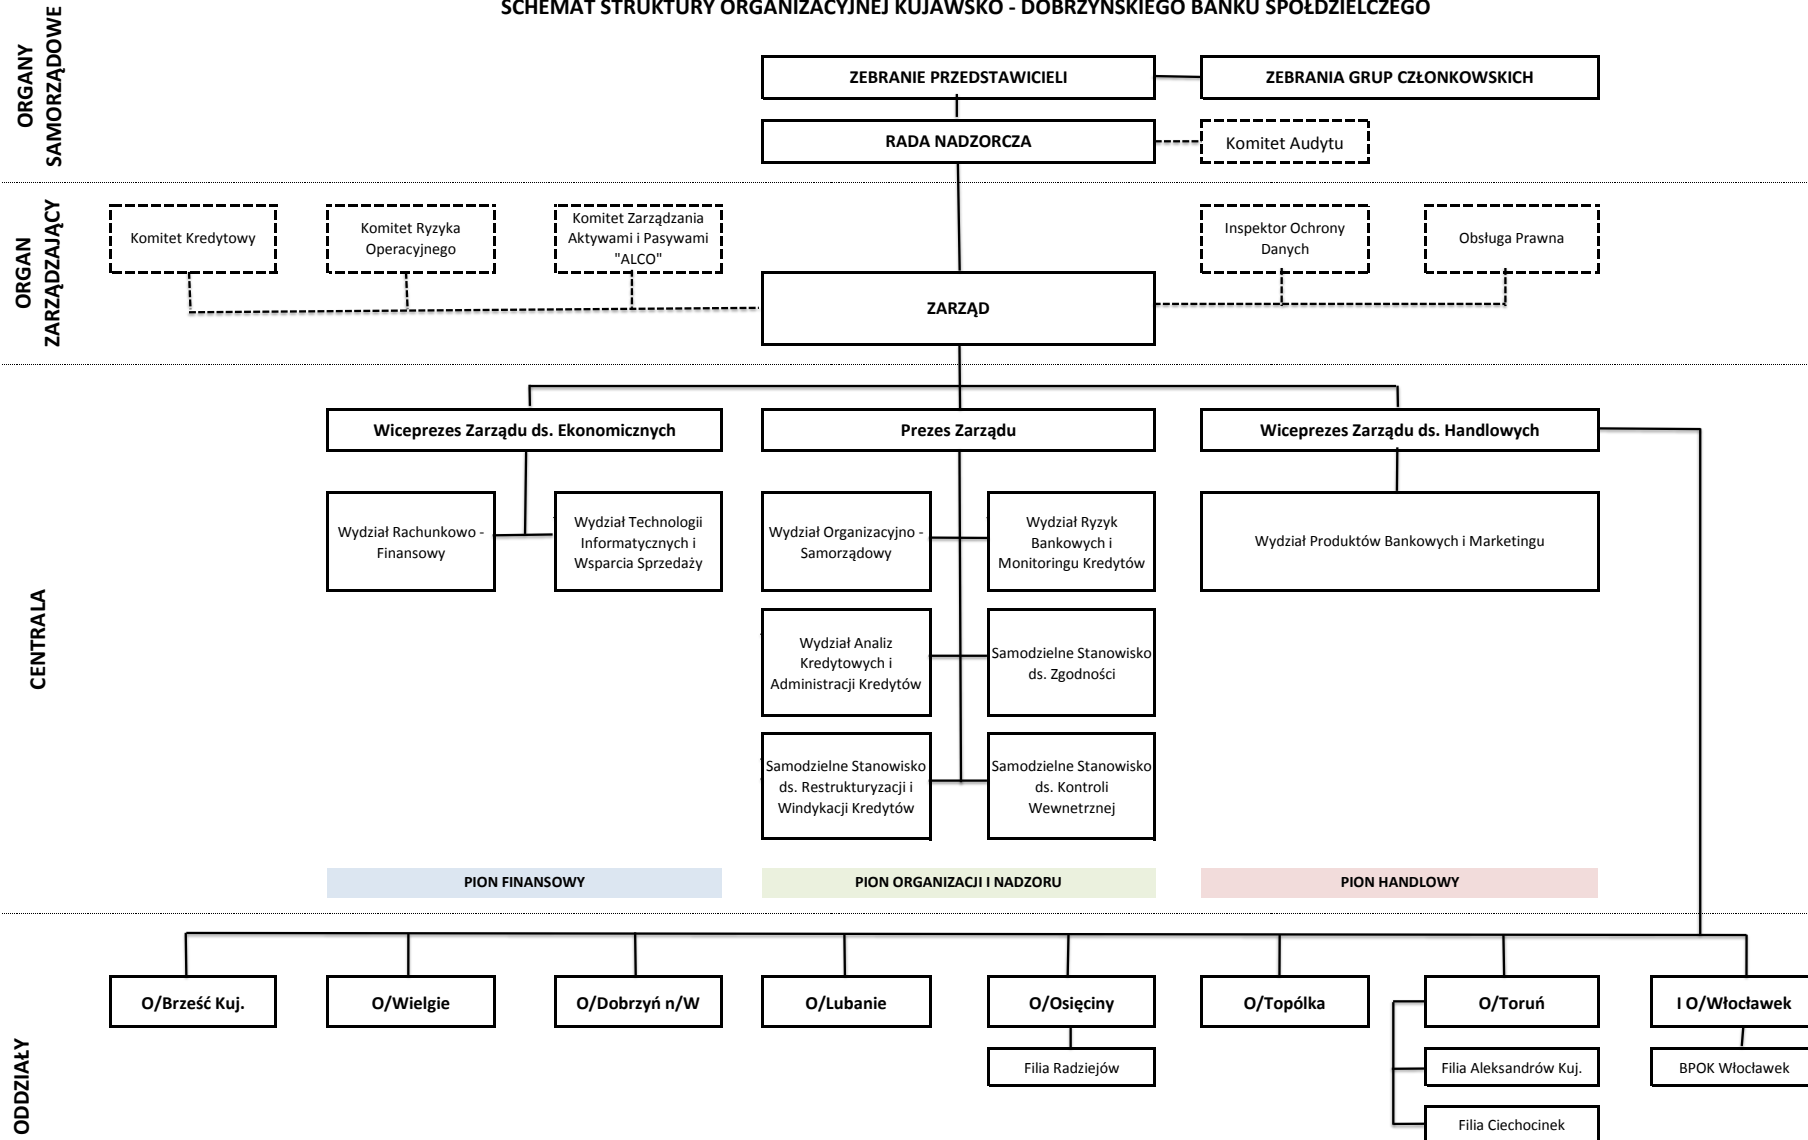 SCHEMAT STRUKTURY ORGANIZACYJNEJ KUJAWSKO - DOBRZYŃSKIEGO BANKU SPÓŁDZIELCZEGO
ORGANY
SAMORZĄDOWE
ZEBRANIE PRZEDSTAWICIELI
ZEBRANIA GRUP CZŁONKOWSKICH
RADA NADZORCZA
Komitet Audytu
ORGAN
ZARZĄDZAJĄCY
Komitet Kredytowy
Komitet Ryzyka
Operacyjnego
Komitet Zarządzania
Aktywami i Pasywami
"ALCO"
Inspektor Ochrony
Danych
Obsługa Prawna
ZARZĄD
CENTRALA
Wiceprezes Zarządu ds. Ekonomicznych
Prezes Zarządu
Wiceprezes Zarządu ds. Handlowych
Wydział Rachunkowo -
Finansowy
Wydział Technologii
Informatycznych i
Wsparcia Sprzedaży
Wydział Organizacyjno -
Samorządowy
Wydział Ryzyk
Bankowych i
Monitoringu Kredytów
Wydział Produktów Bankowych i Marketingu
Wydział Analiz
Kredytowych i
Administracji Kredytów
Samodzielne Stanowisko
ds. Zgodności
Samodzielne Stanowisko
ds. Restrukturyzacji i
Windykacji Kredytów
Samodzielne Stanowisko
ds. Kontroli
Wewnetrznej
PION FINANSOWY
PION ORGANIZACJI I NADZORU
PION HANDLOWY
ODDZIAŁY
O/Brześć Kuj.
O/Wielgie
O/Dobrzyń n/W
O/Lubanie
O/Osięciny
O/Topólka
O/Toruń
I O/Włocławek
Filia Radziejów
Filia Aleksandrów Kuj.
BPOK Włocławek
Filia Ciechocinek